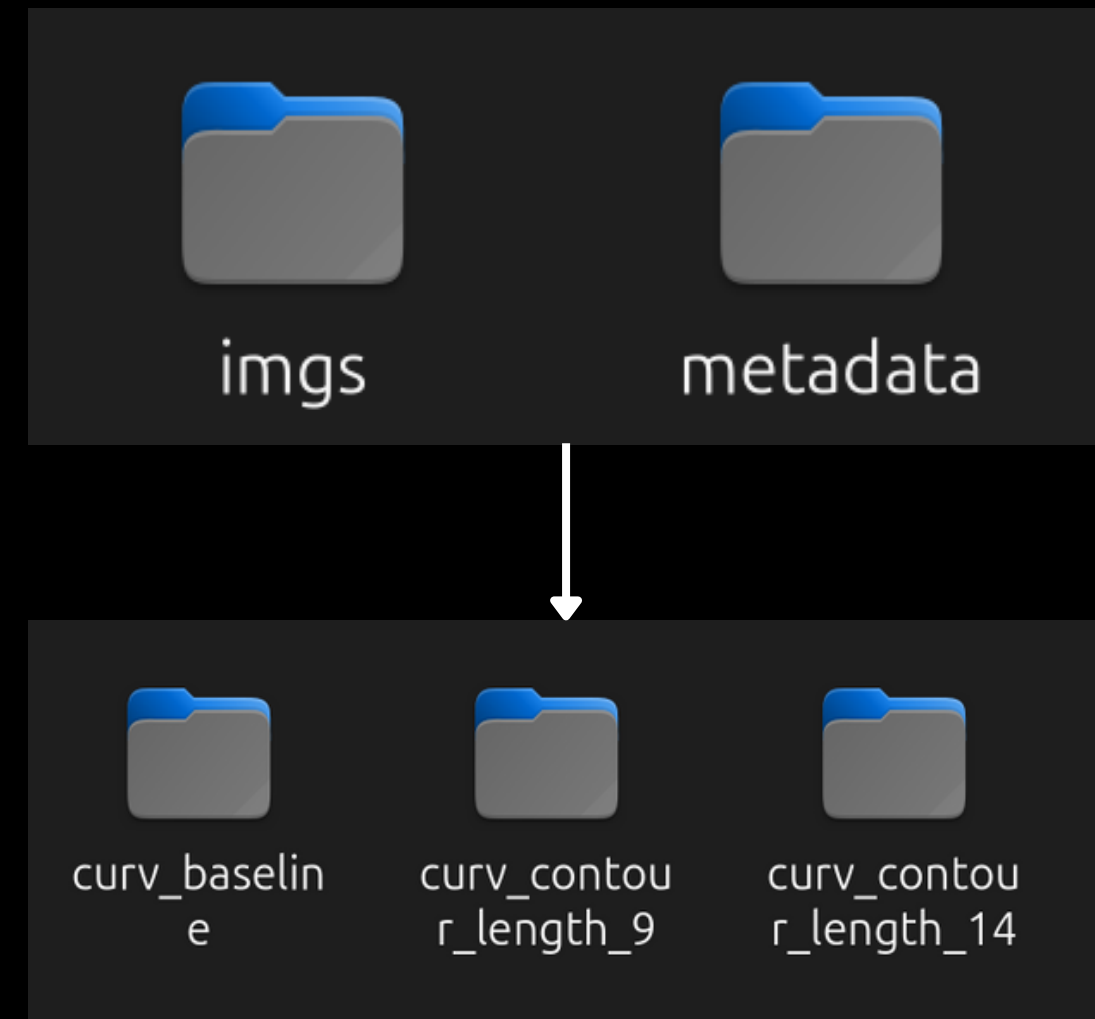 imgs
metadata
curv_baselin
e
curv_contou
r_length_9
curv_contou
r_length_14